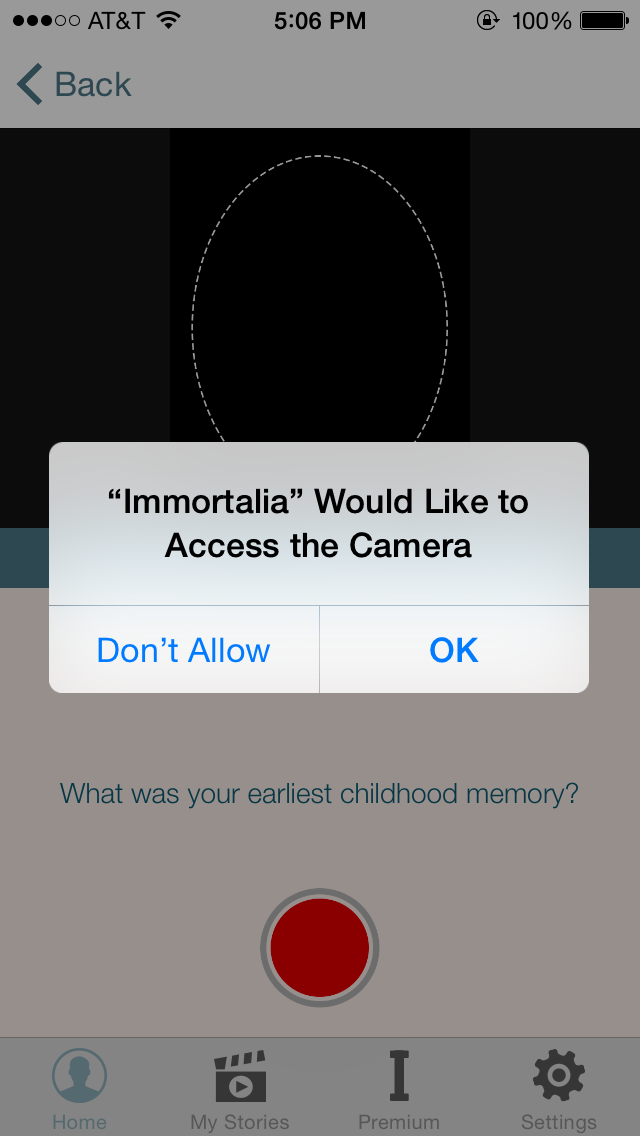 AT&T 5:06 PM 100%
Back
“Immortalia” Would Like to
Access the Camera
Don’t Allow OK
What was your earliest childhood memory?
Home My Stories Premium Settings